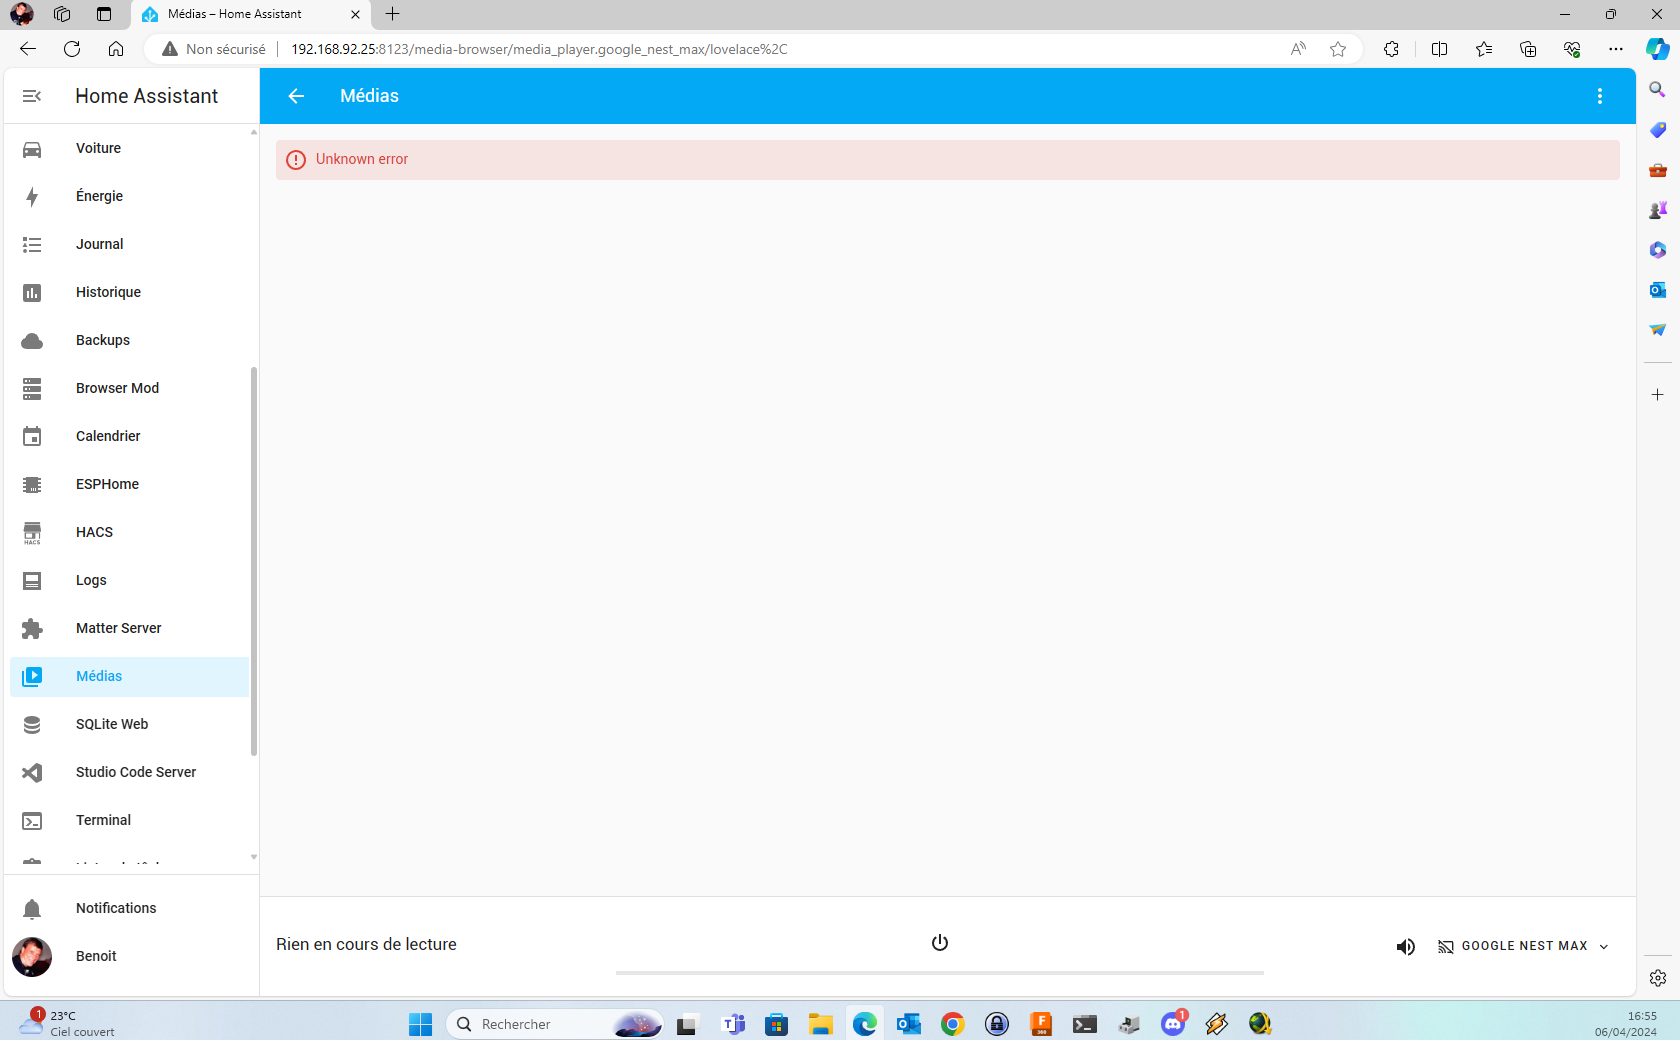 Médias – Home Assistant
Non sécurisé
192.168.92.25:8123/media-browser/media_player.google_nest_max/lovelace%2C
Home Assistant
Médias
Unknown error
Voiture
Énergie
Journal
Historique
Backups
Browser Mod
Calendrier
ESPHome
HACS
HACS
Logs
Matter Server
Médias
SQLite Web
Studio Code Server
Terminal
Notifications
Benoit
Rien en cours de lecture
GOOGLE NEST MAX
1
23°C
Ciel couvert
Rechercher
1
16:55
06/04/2024